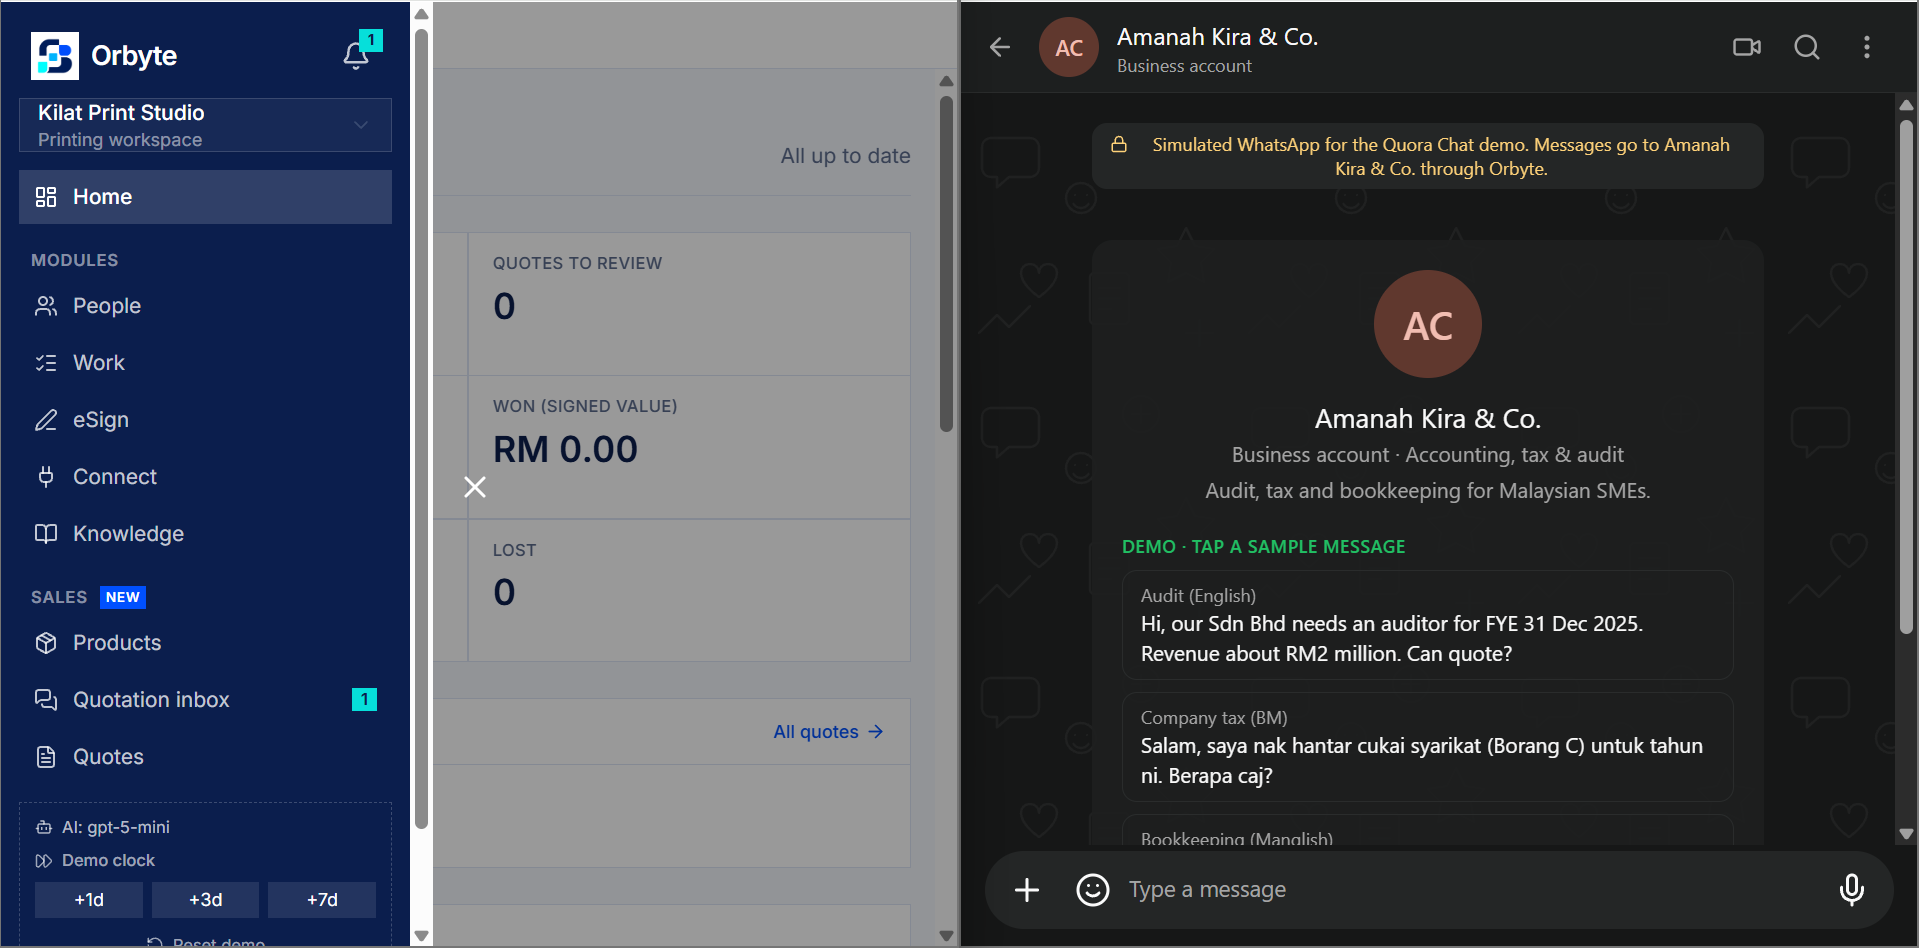 Orbyte
1
Kilat Print Studio
Printing workspace
Home
MODULES
People
Work
eSign
Connect
Knowledge
SALES NEW
Products
Quotation inbox 1
Quotes
AI: gpt-5-mini
Demo clock
+1d +3d +7d
Reset demo
All up to date
QUOTES TO REVIEW
0
WON (SIGNED VALUE)
RM 0.00
LOST
0
All quotes
AC
Amanah Kira & Co.
Business account
Simulated WhatsApp for the Quora Chat demo. Messages go to Amanah
Kira & Co. through Orbyte.
AC
Amanah Kira & Co.
Business account · Accounting, tax & audit
Audit, tax and bookkeeping for Malaysian SMEs.
DEMO · TAP A SAMPLE MESSAGE
Audit (English)
Hi, our Sdn Bhd needs an auditor for FYE 31 Dec 2025.
Revenue about RM2 million. Can quote?
Company tax (BM)
Salam, saya nak hantar cukai syarikat (Borang C) untuk tahun
ni. Berapa caj?
Bookkeeping (Manglish)
Type a message